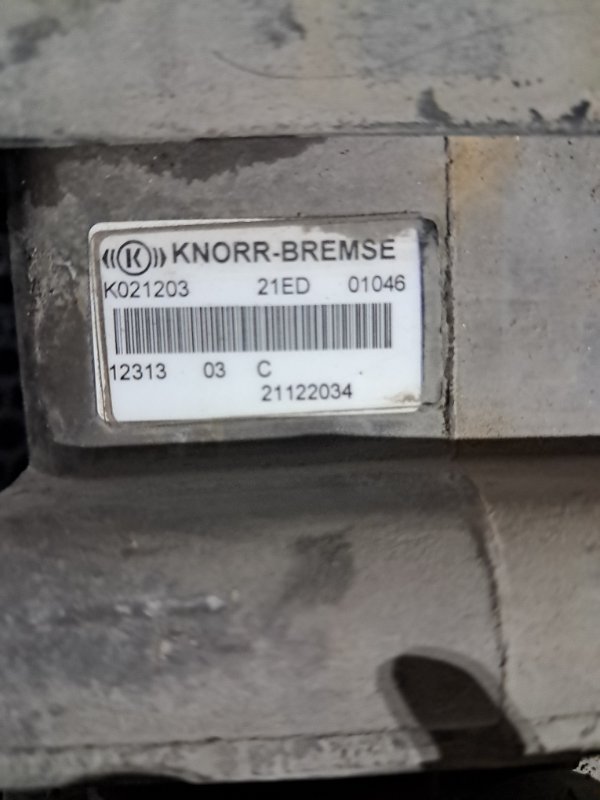 ((K)) KNORR-BREMSE
K021203 21ED 01046
12313 03 C
21122034